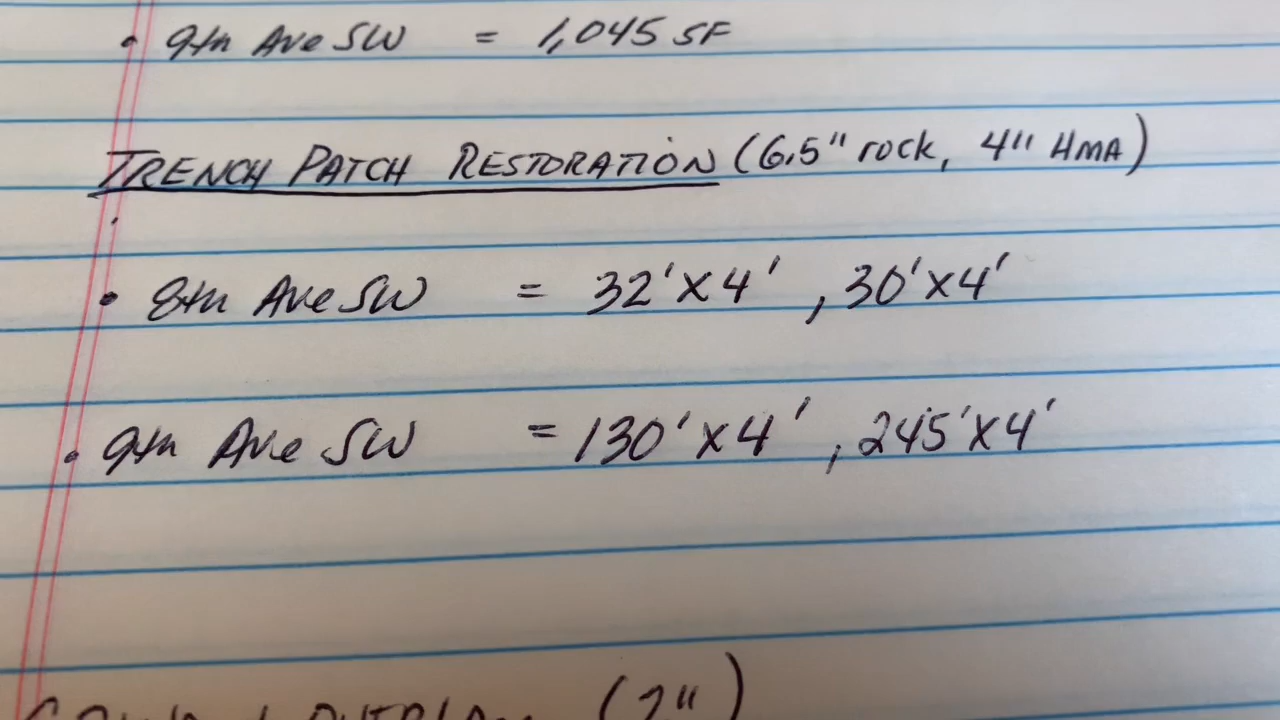 • 9th Ave SW = 1,045 SF
TRENCH PATCH RESTORATION (6.5" rock, 4" HMA)
• 8th Ave SW = 32'x4', 30'x4'
• 9th Ave SW = 130'x4', 245'x4'
OVERLAY (2")